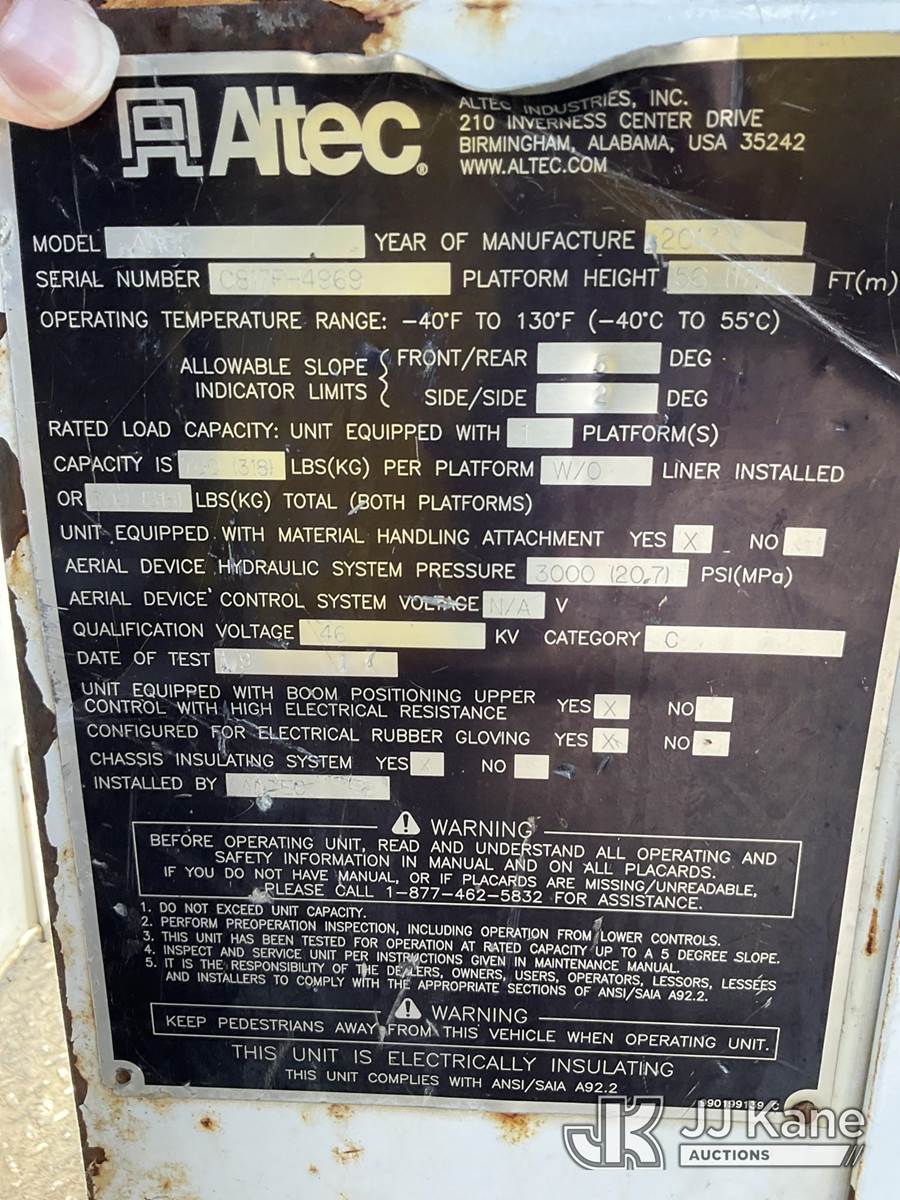 Altec®
ALTEC INDUSTRIES, INC.
210 INVERNESS CENTER DRIVE
BIRMINGHAM, ALABAMA, USA 35242
WWW.ALTEC.COM
MODEL YEAR OF MANUFACTURE
SERIAL NUMBER PLATFORM HEIGHT FT(m)
OPERATING TEMPERATURE RANGE: -40°F TO 130°F (-40°C TO 55°C)
ALLOWABLE SLOPE INDICATOR LIMITS
FRONT/REAR DEG
SIDE/SIDE 2 DEG
RATED LOAD CAPACITY: UNIT EQUIPPED WITH 1 PLATFORM(S)
CAPACITY IS (318) LBS(KG) PER PLATFORM W/O LINER INSTALLED
OR LBS(KG) TOTAL (BOTH PLATFORMS)
UNIT EQUIPPED WITH MATERIAL HANDLING ATTACHMENT YES X NO
AERIAL DEVICE HYDRAULIC SYSTEM PRESSURE 3000 (20.7) PSI(MPa)
AERIAL DEVICE CONTROL SYSTEM VOLTAGE N/A V
QUALIFICATION VOLTAGE 46 KV CATEGORY C
DATE OF TEST
UNIT EQUIPPED WITH BOOM POSITIONING UPPER
CONTROL WITH HIGH ELECTRICAL RESISTANCE YES X NO
CONFIGURED FOR ELECTRICAL RUBBER GLOVING YES X NO
CHASSIS INSULATING SYSTEM YES X NO
INSTALLED BY
WARNING
BEFORE OPERATING UNIT, READ AND UNDERSTAND ALL OPERATING AND
SAFETY INFORMATION IN MANUAL AND ON ALL PLACARDS.
IF YOU DO NOT HAVE MANUAL, OR IF PLACARDS ARE MISSING/UNREADABLE,
PLEASE CALL 1-877-462-5832 FOR ASSISTANCE.
1. DO NOT EXCEED UNIT CAPACITY.
2. PERFORM PREOPERATION INSPECTION, INCLUDING OPERATION FROM LOWER CONTROLS.
3. THIS UNIT HAS BEEN TESTED FOR OPERATION AT RATED CAPACITY UP TO A 5 DEGREE SLOPE.
4. INSPECT AND SERVICE UNIT PER INSTRUCTIONS GIVEN IN MAINTENANCE MANUAL.
5. IT IS THE RESPONSIBILITY OF THE DEALERS, OWNERS, USERS, OPERATORS, LESSORS, LESSEES
AND INSTALLERS TO COMPLY WITH THE APPROPRIATE SECTIONS OF ANSI/SAIA A92.2.
WARNING
KEEP PEDESTRIANS AWAY FROM THIS VEHICLE WHEN OPERATING UNIT.
THIS UNIT IS ELECTRICALLY INSULATING
THIS UNIT COMPLIES WITH ANSI/SAIA A92.2
JK JJ Kane
AUCTIONS